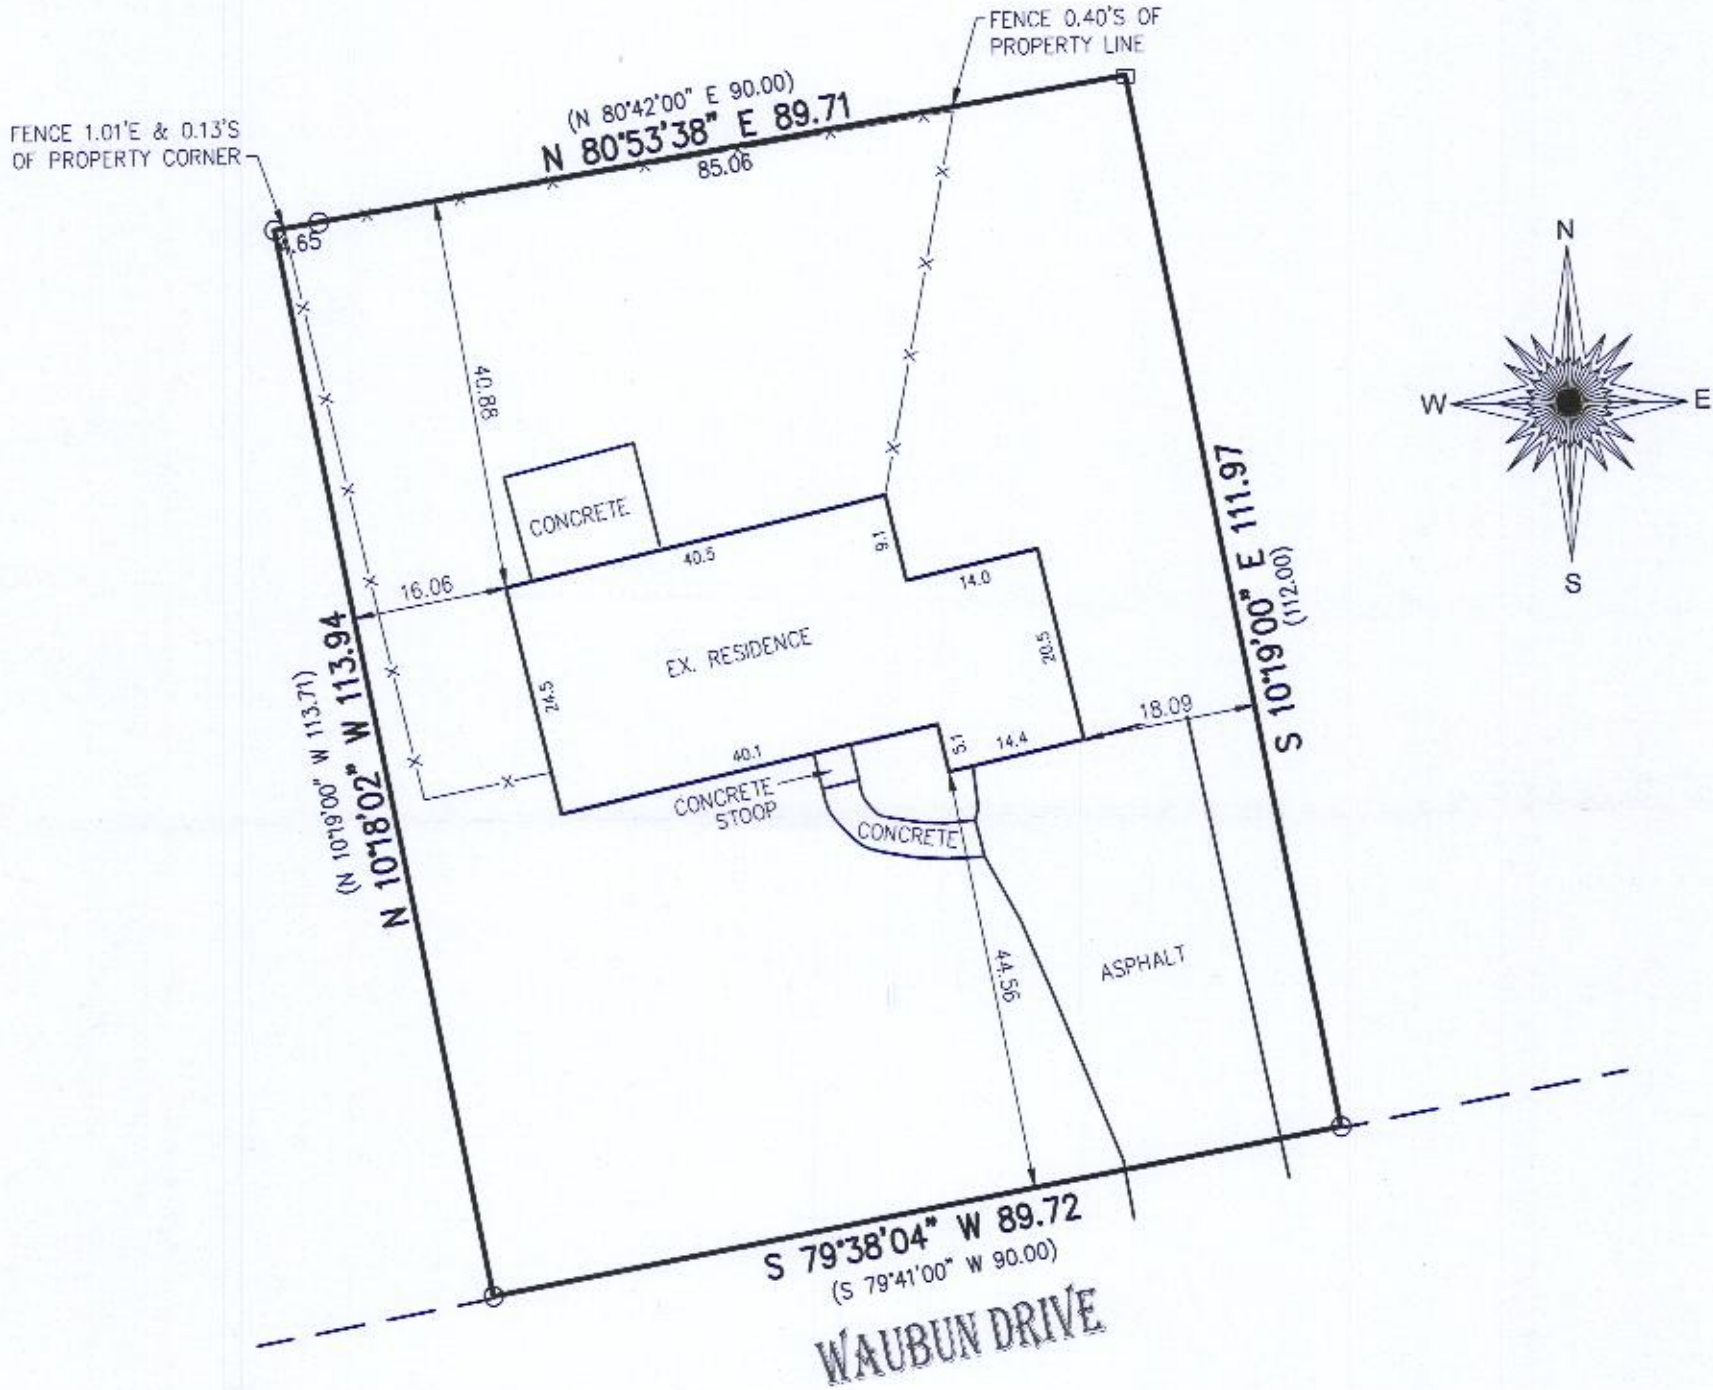 FENCE 0.40'S OF
PROPERTY LINE
(N 80°42'00" E 90.00)
N 80°53'38" E 89.71
85.06
FENCE 1.01'E & 0.13'S
OF PROPERTY CORNER
4.65
N
W
E
S
40.88
CONCRETE
40.5
9.1
14.0
16.06
EX. RESIDENCE
20.5
24.5
18.09
S 10°19'00" E 111.97
(112.00)
N 10°18'02" W 113.94
(N 10°19'00" W 113.71)
40.1
5.1
14.4
CONCRETE
STOOP
CONCRETE
44.56
ASPHALT
S 79°38'04" W 89.72
(S 79°41'00" W 90.00)
WAUBUN DRIVE